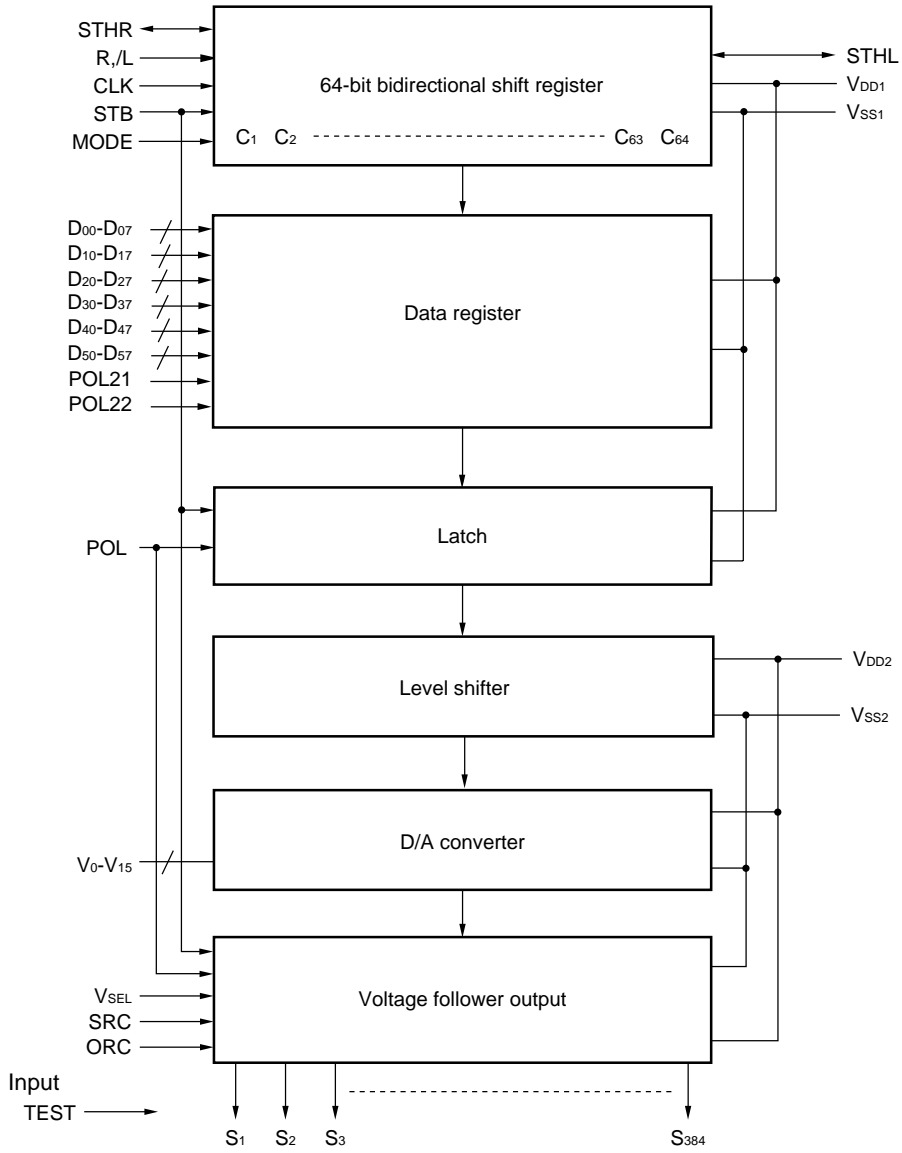 STHR
R,/L
CLK
STB
MODE
64-bit bidirectional shift register
C1 C2 C63 C64
STHL
VDD1
VSS1
D00-D07
D10-D17
D20-D27
D30-D37
D40-D47
D50-D57
POL21
POL22
Data register
POL
Latch
Level shifter
VDD2
VSS2
V0-V15
D/A converter
VSEL
SRC
ORC
Voltage follower output
Input
TEST
S1 S2 S3 S384